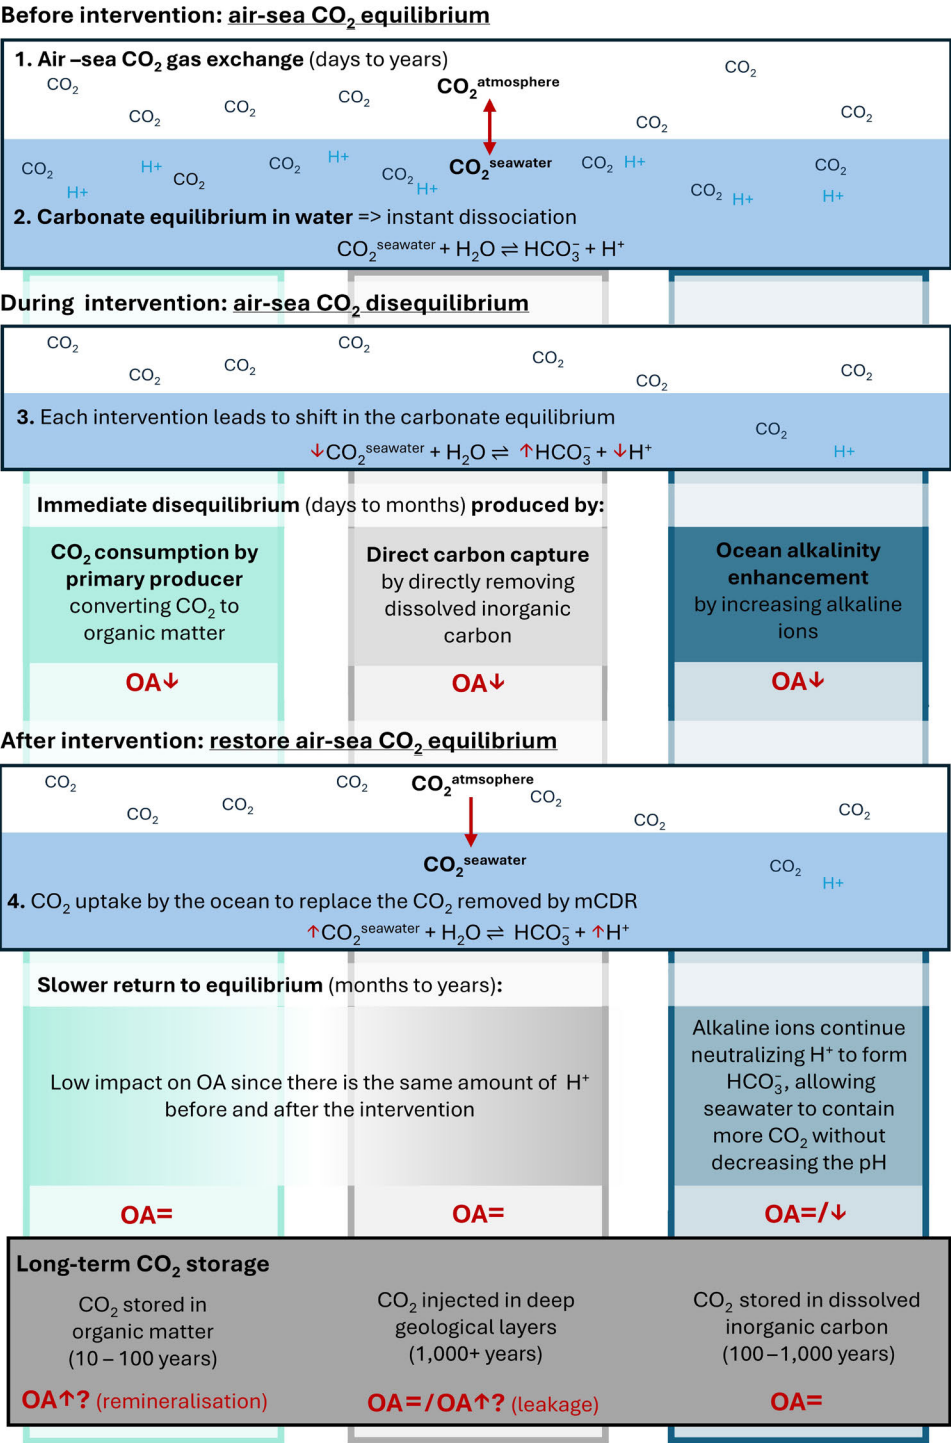 Before intervention: air-sea CO₂ equilibrium
1. Air –sea CO₂ gas exchange (days to years)
CO₂
CO₂
CO₂
CO₂
CO₂atmosphere
CO₂
CO₂
CO₂
CO₂
H+
H+
CO₂
CO₂
H+
CO₂
H+
CO₂seawater
CO₂
H+
CO₂
H+
CO₂
H+
2. Carbonate equilibrium in water => instant dissociation
CO₂seawater + H₂O ⇌ HCO₃⁻ + H⁺
During intervention: air-sea CO₂ disequilibrium
CO₂
CO₂
CO₂
CO₂
CO₂
CO₂
CO₂
3. Each intervention leads to shift in the carbonate equilibrium
CO₂
↓CO₂seawater + H₂O ⇌ ↑HCO₃⁻ + ↓H⁺
H+
Immediate disequilibrium (days to months) produced by:
CO₂ consumption by
primary producer
converting CO₂ to
organic matter
OA↓
Direct carbon capture
by directly removing
dissolved inorganic
carbon
OA↓
Ocean alkalinity
enhancement
by increasing alkaline
ions
OA↓
After intervention: restore air-sea CO₂ equilibrium
CO₂
CO₂
CO₂
CO₂
CO₂atmsophere
CO₂
CO₂
CO₂
CO₂seawater
CO₂
H+
4. CO₂ uptake by the ocean to replace the CO₂ removed by mCDR
↑CO₂seawater + H₂O ⇌ HCO₃⁻ + ↑H⁺
Slower return to equilibrium (months to years):
Low impact on OA since there is the same amount of H⁺
before and after the intervention
OA=
OA=
Alkaline ions continue
neutralizing H⁺ to form
HCO₃⁻, allowing
seawater to contain
more CO₂ without
decreasing the pH
OA=/↓
Long-term CO₂ storage
CO₂ stored in
organic matter
(10 – 100 years)
OA↑? (remineralisation)
CO₂ injected in deep
geological layers
(1,000+ years)
OA=/OA↑? (leakage)
CO₂ stored in dissolved
inorganic carbon
(100–1,000 years)
OA=